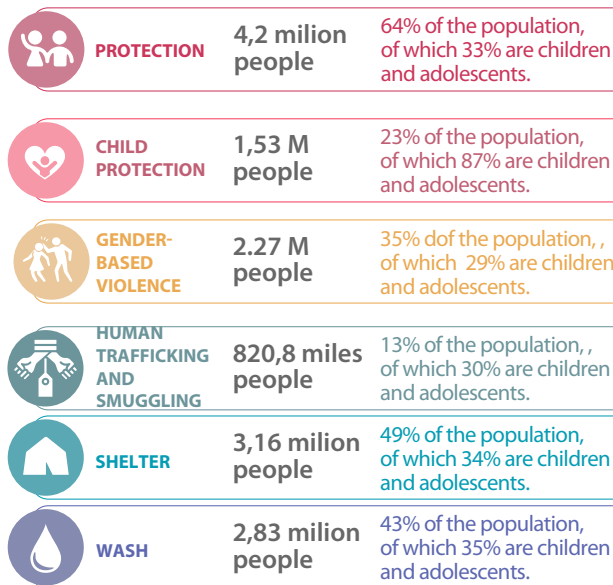 PROTECTION
4,2 milion
people
64% of the population,
of which 33% are children
and adolescents.
CHILD
PROTECTION
1,53 M
people
23% of the population,
of which 87% are children
and adolescents.
GENDER-
BASED
VIOLENCE
2.27 M
people
35% dof the population, ,
of which  29% are children
and adolescents.
HUMAN
TRAFFICKING
AND
SMUGGLING
820,8 miles
people
13% of the population, ,
of which 30% are children
and adolescents.
SHELTER
3,16 milion
people
49% of the population,
of which 34% are children
and adolescents.
WASH
2,83 milion
people
43% of the population,
of which 35% are children
and adolescents.